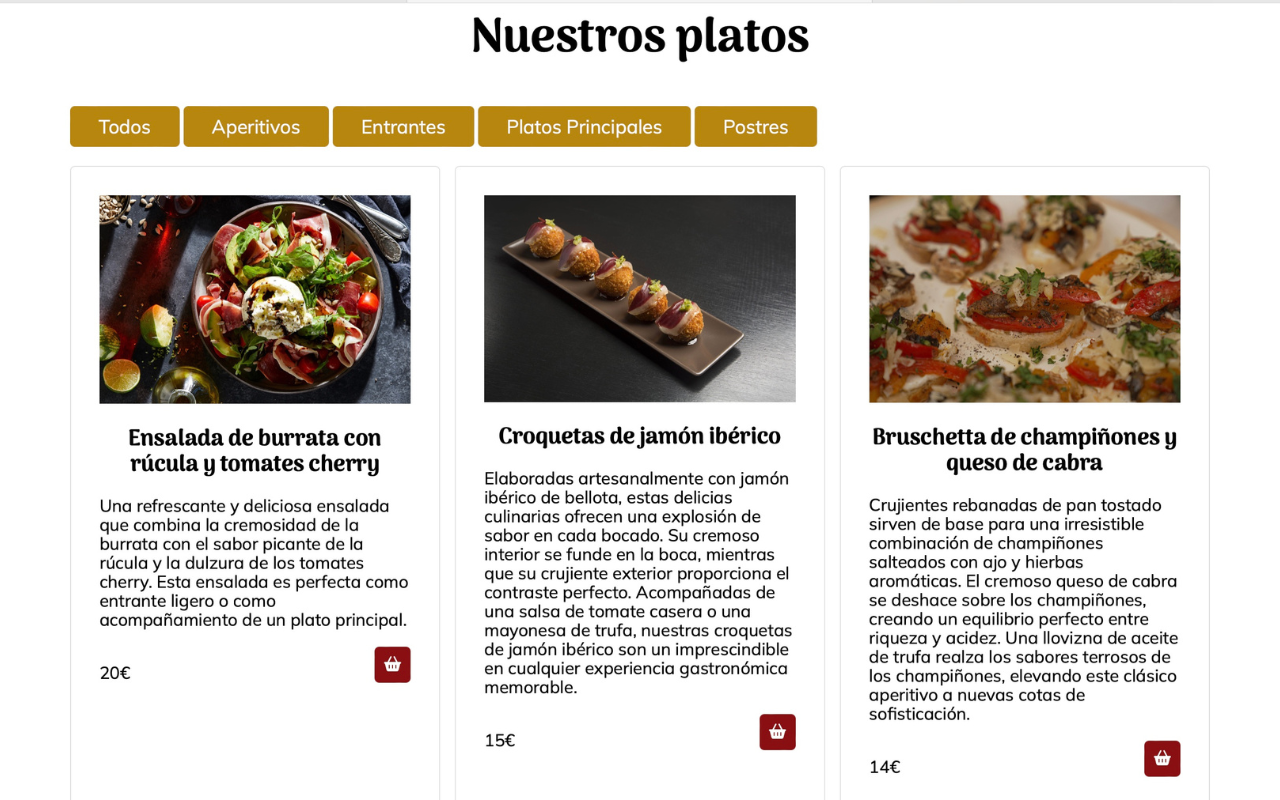 Nuestros platos
Todos
Aperitivos
Entrantes
Platos Principales
Postres
Ensalada de burrata con
rúcula y tomates cherry
Una refrescante y deliciosa ensalada
que combina la cremosidad de la
burrata con el sabor picante de la
rúcula y la dulzura de los tomates
cherry. Esta ensalada es perfecta como
entrante ligero o como
acompañamiento de un plato principal.
20€
Croquetas de jamón ibérico
Elaboradas artesanalmente con jamón
ibérico de bellota, estas delicias
culinarias ofrecen una explosión de
sabor en cada bocado. Su cremoso
interior se funde en la boca, mientras
que su crujiente exterior proporciona el
contraste perfecto. Acompañadas de
una salsa de tomate casera o una
mayonesa de trufa, nuestras croquetas
de jamón ibérico son un imprescindible
en cualquier experiencia gastronómica
memorable.
15€
Bruschetta de champiñones y
queso de cabra
Crujientes rebanadas de pan tostado
sirven de base para una irresistible
combinación de champiñones
salteados con ajo y hierbas
aromáticas. El cremoso queso de cabra
se deshace sobre los champiñones,
creando un equilibrio perfecto entre
riqueza y acidez. Una llovizna de aceite
de trufa realza los sabores terrosos de
los champiñones, elevando este clásico
aperitivo a nuevas cotas de
sofisticación.
14€